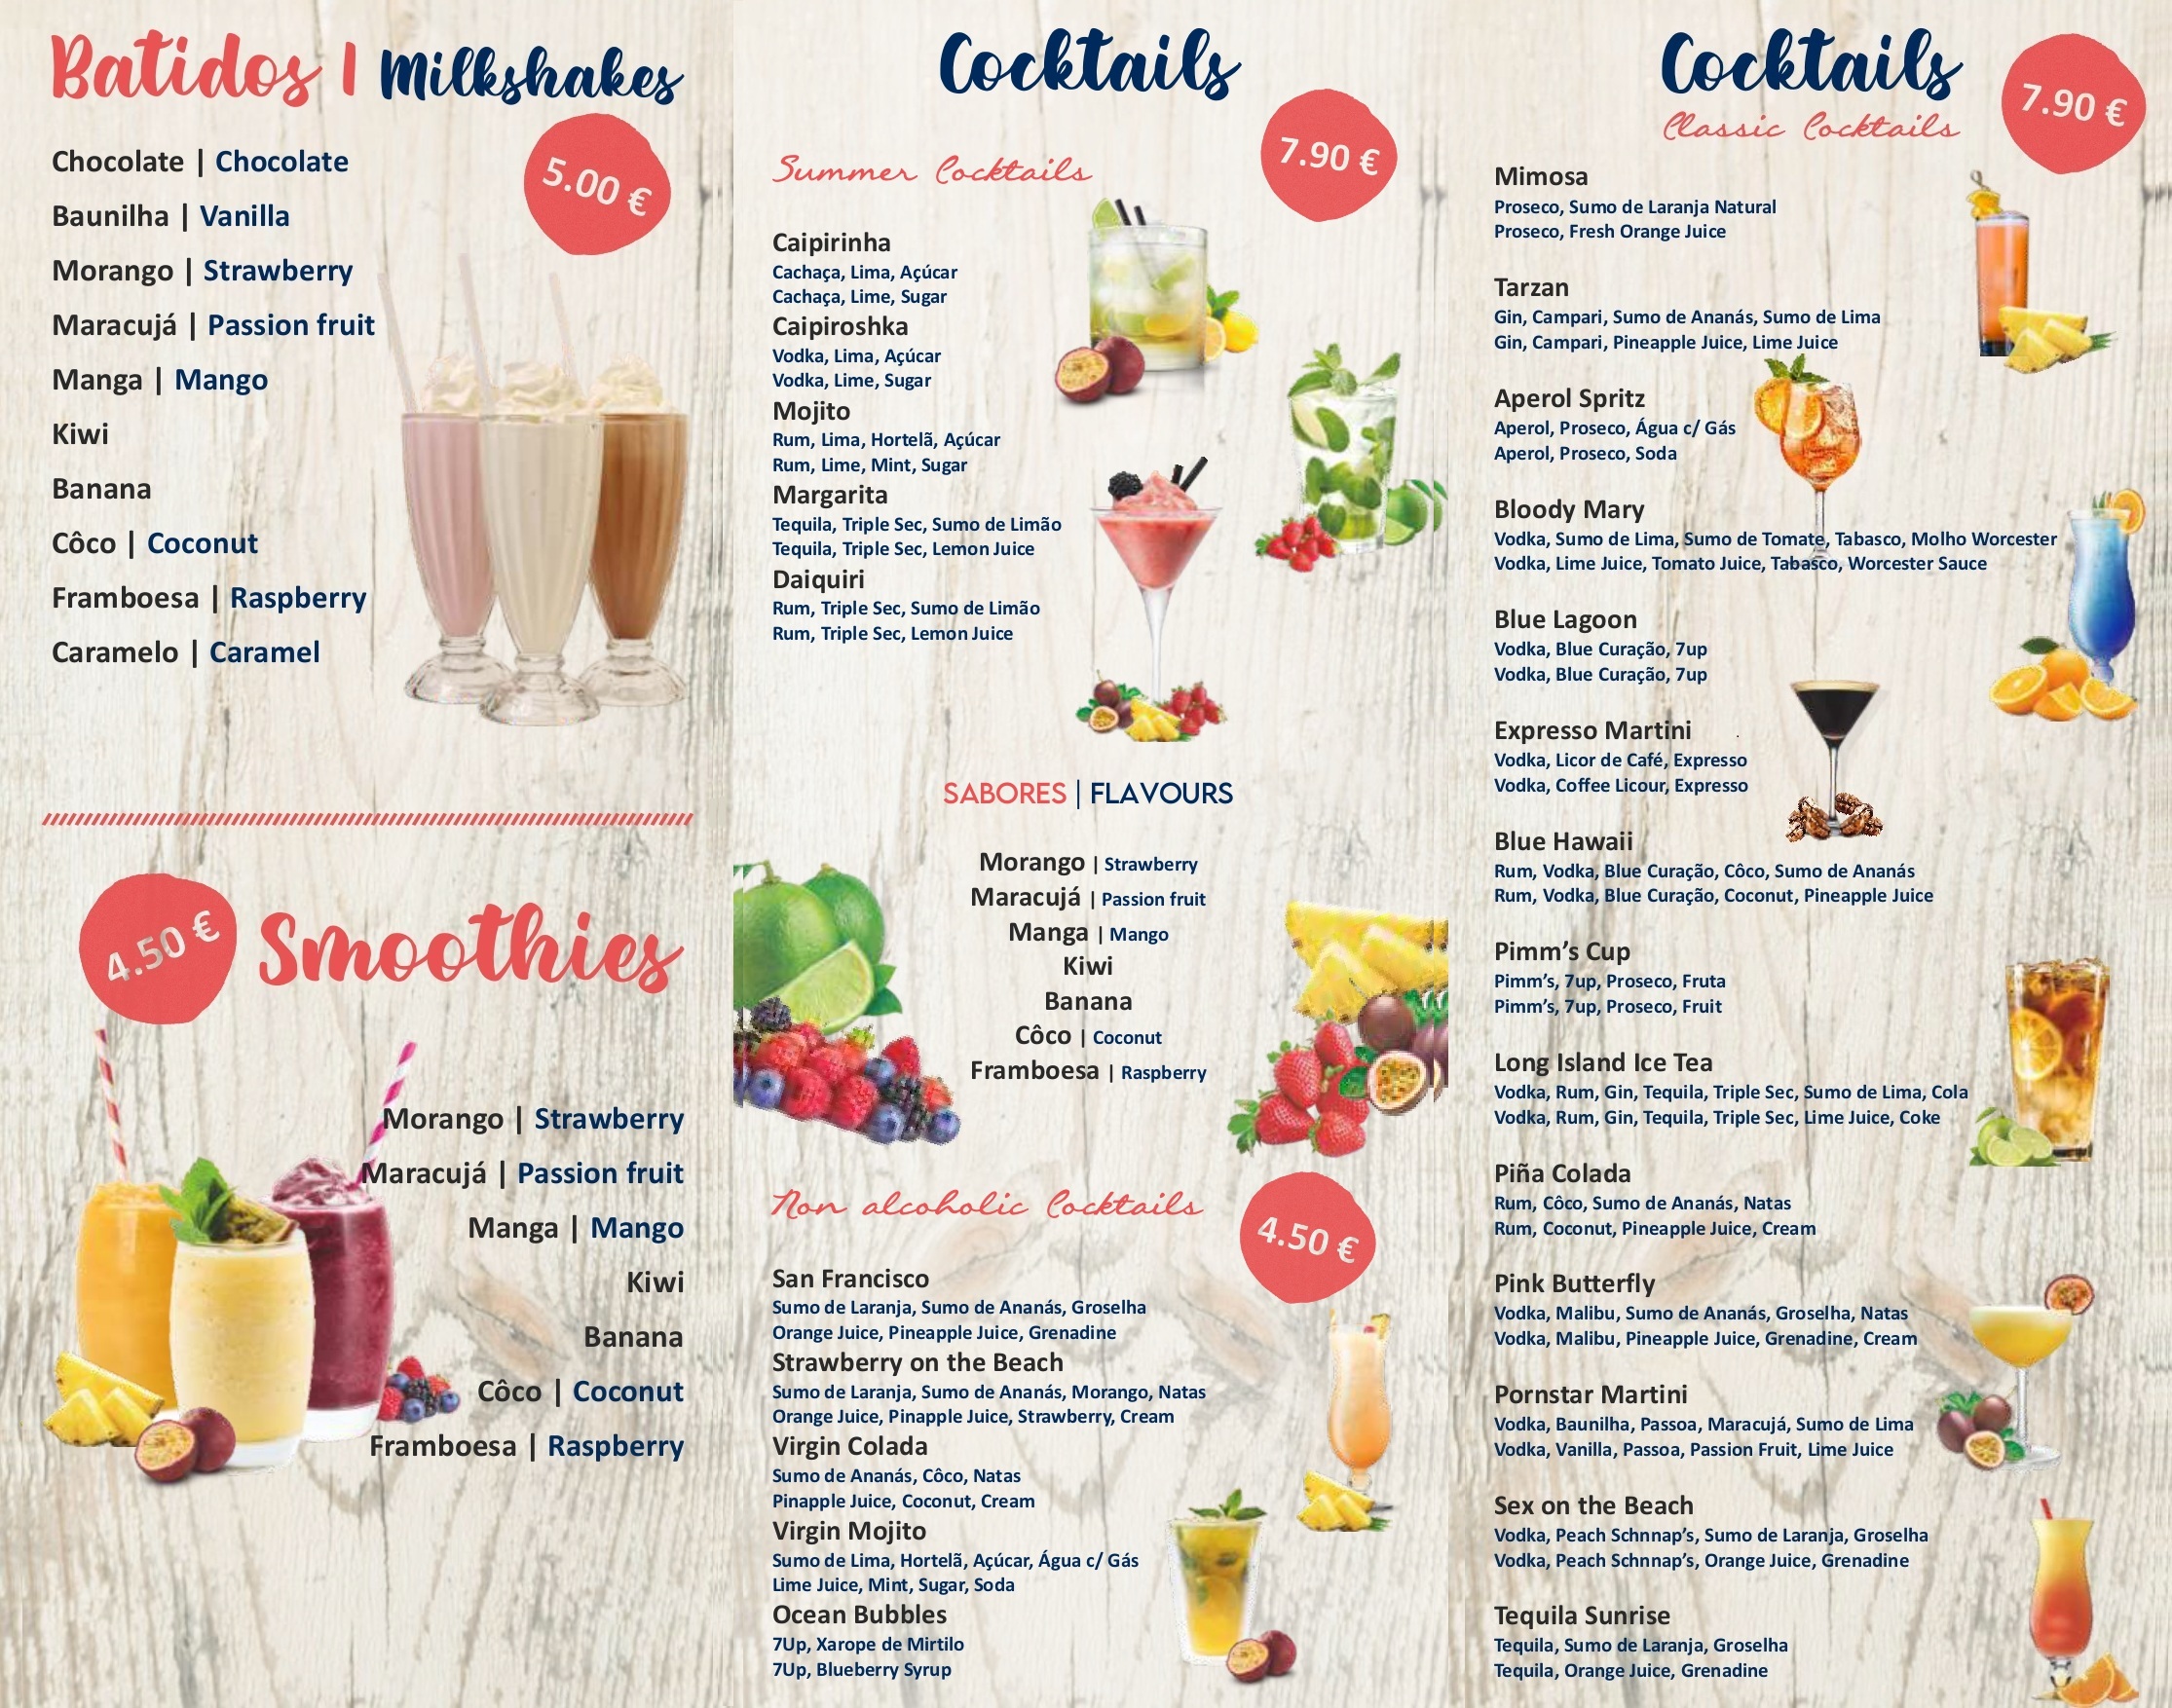 Batidos | Milkshakes
5.00 €
Chocolate | Chocolate
Baunilha | Vanilla
Morango | Strawberry
Maracujá | Passion fruit
Manga | Mango
Kiwi
Banana
Côco | Coconut
Framboesa | Raspberry
Caramelo | Caramel
4.50 €
Smoothies
Morango | Strawberry
Maracujá | Passion fruit
Manga | Mango
Kiwi
Banana
Côco | Coconut
Framboesa | Raspberry
Cocktails
7.90 €
Summer Cocktails
Caipirinha
Cachaça, Lima, Açúcar
Cachaça, Lime, Sugar
Caipiroshka
Vodka, Lima, Açúcar
Vodka, Lime, Sugar
Mojito
Rum, Lima, Hortelã, Açúcar
Rum, Lime, Mint, Sugar
Margarita
Tequila, Triple Sec, Sumo de Limão
Tequila, Triple Sec, Lemon Juice
Daiquiri
Rum, Triple Sec, Sumo de Limão
Rum, Triple Sec, Lemon Juice
SABORES | FLAVOURS
Morango | Strawberry
Maracujá | Passion fruit
Manga | Mango
Kiwi
Banana
Côco | Coconut
Framboesa | Raspberry
Non alcoholic Cocktails
4.50 €
San Francisco
Sumo de Laranja, Sumo de Ananás, Groselha
Orange Juice, Pineapple Juice, Grenadine
Strawberry on the Beach
Sumo de Laranja, Sumo de Ananás, Morango, Natas
Orange Juice, Pinapple Juice, Strawberry, Cream
Virgin Colada
Sumo de Ananás, Côco, Natas
Pinapple Juice, Coconut, Cream
Virgin Mojito
Sumo de Lima, Hortelã, Açúcar, Água c/ Gás
Lime Juice, Mint, Sugar, Soda
Ocean Bubbles
7Up, Xarope de Mirtilo
7Up, Blueberry Syrup
Cocktails
7.90 €
Classic Cocktails
Mimosa
Proseco, Sumo de Laranja Natural
Proseco, Fresh Orange Juice
Tarzan
Gin, Campari, Sumo de Ananás, Sumo de Lima
Gin, Campari, Pineapple Juice, Lime Juice
Aperol Spritz
Aperol, Proseco, Água c/ Gás
Aperol, Proseco, Soda
Bloody Mary
Vodka, Sumo de Lima, Sumo de Tomate, Tabasco, Molho Worcester
Vodka, Lime Juice, Tomato Juice, Tabasco, Worcester Sauce
Blue Lagoon
Vodka, Blue Curação, 7up
Vodka, Blue Curação, 7up
Expresso Martini
Vodka, Licor de Café, Expresso
Vodka, Coffee Licour, Expresso
Blue Hawaii
Rum, Vodka, Blue Curação, Côco, Sumo de Ananás
Rum, Vodka, Blue Curação, Coconut, Pineapple Juice
Pimm’s Cup
Pimm’s, 7up, Proseco, Fruta
Pimm’s, 7up, Proseco, Fruit
Long Island Ice Tea
Vodka, Rum, Gin, Tequila, Triple Sec, Sumo de Lima, Cola
Vodka, Rum, Gin, Tequila, Triple Sec, Lime Juice, Coke
Piña Colada
Rum, Côco, Sumo de Ananás, Natas
Rum, Coconut, Pineapple Juice, Cream
Pink Butterfly
Vodka, Malibu, Sumo de Ananás, Groselha, Natas
Vodka, Malibu, Pineapple Juice, Grenadine, Cream
Pornstar Martini
Vodka, Baunilha, Passoa, Maracujá, Sumo de Lima
Vodka, Vanilla, Passoa, Passion Fruit, Lime Juice
Sex on the Beach
Vodka, Peach Schnnap’s, Sumo de Laranja, Groselha
Vodka, Peach Schnnap’s, Orange Juice, Grenadine
Tequila Sunrise
Tequila, Sumo de Laranja, Groselha
Tequila, Orange Juice, Grenadine